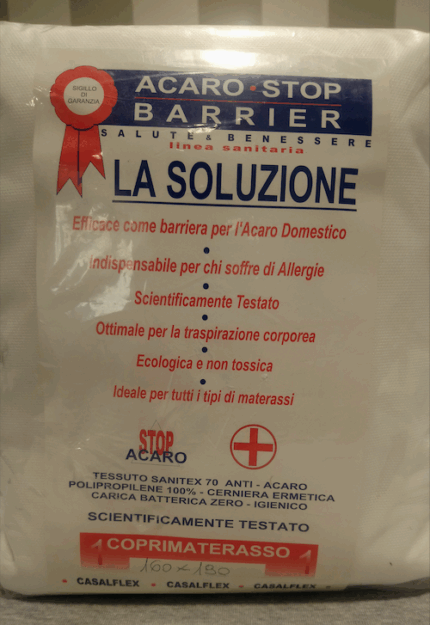 SIGILLO
DI
GARANZIA
ACARO • STOP
BARRIER
SALUTE & BENESSERE
linea sanitaria
LA SOLUZIONE
Efficace come barriera per l'Acaro Domestico
•
Indispensabile per chi soffre di Allergie
•
Scientificamente Testato
•
Ottimale per la traspirazione corporea
•
Ecologica e non tossica
•
Ideale per tutti i tipi di materassi
STOP
ACARO
TESSUTO SANITEX 70 ANTI - ACARO
POLIPROPILENE 100% - CERNIERA ERMETICA
CARICA BATTERICA ZERO - IGIENICO
SCIENTIFICAMENTE TESTATO
1 COPRIMATERASSO 1
160 x 190
• CASALFLEX • CASALFLEX • CASALFLEX •